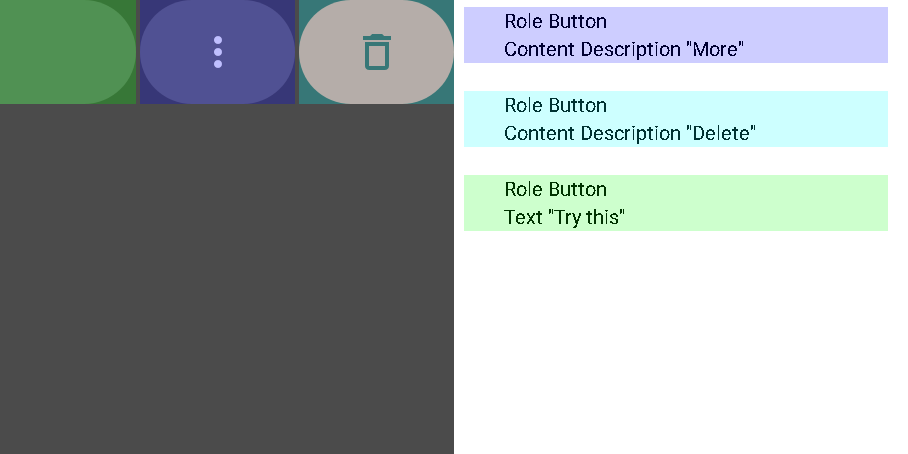 Role Button
Content Description "More"
Role Button
Content Description "Delete"
Role Button
Text "Try this"